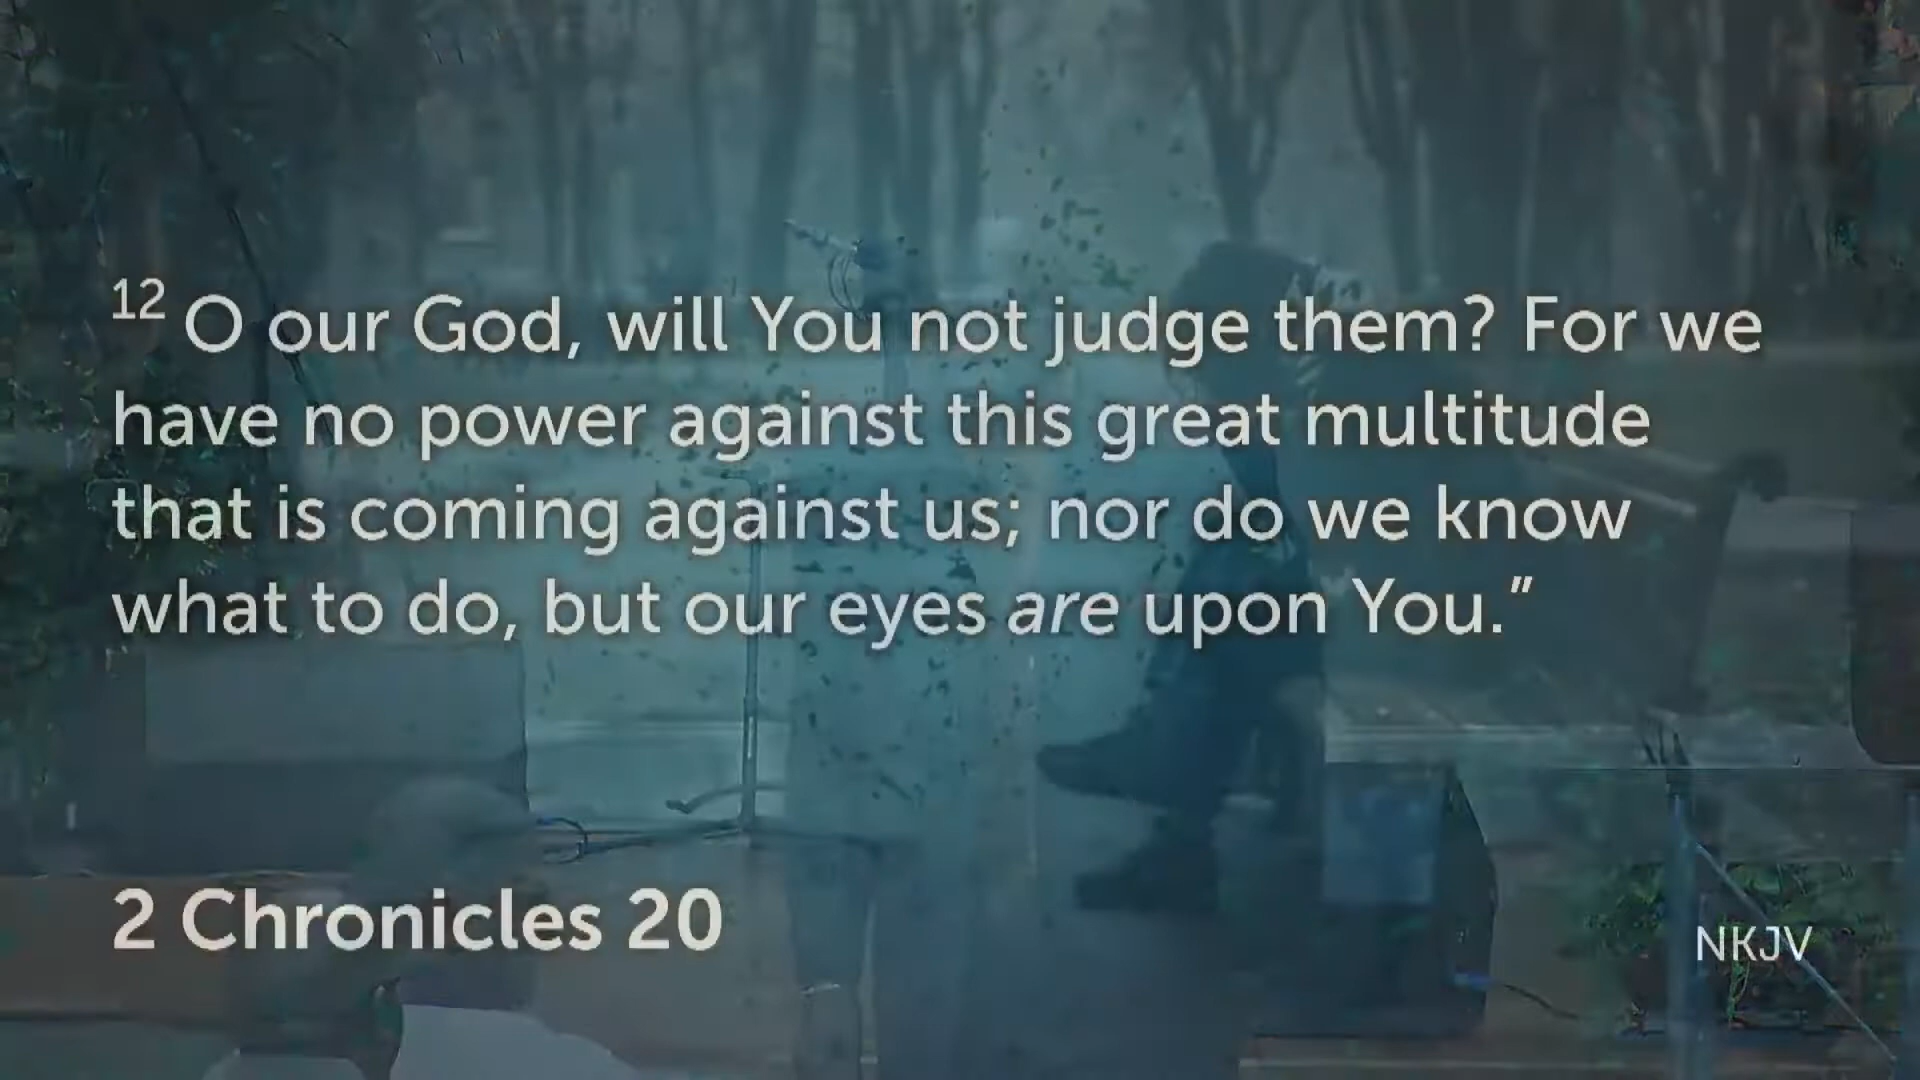 12 O our God, will You not judge them? For we
have no power against this great multitude
that is coming against us; nor do we know
what to do, but our eyes are upon You.”
2 Chronicles 20
NKJV